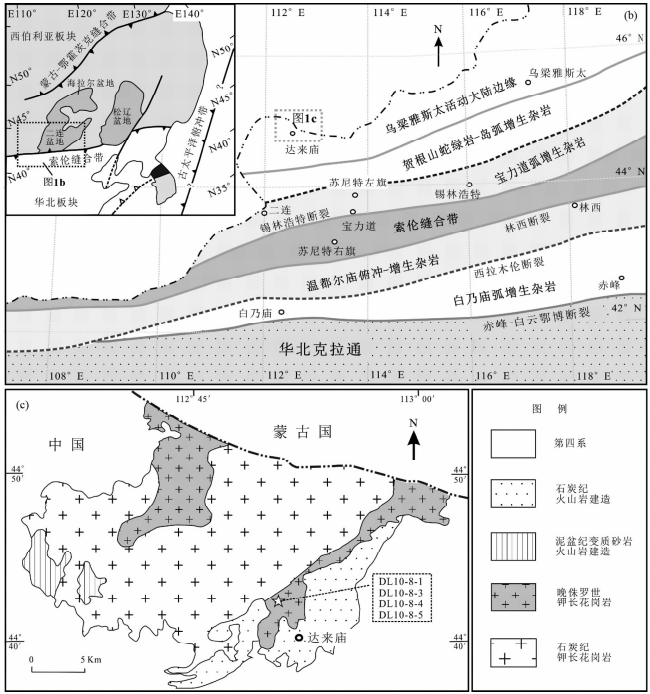 E110° E120° E130° E140°
西伯利亚板块
蒙古-鄂霍茨克缝合带
N50°
N50°
海拉尔盆地
松辽
盆地
N45°
N45°
二连
盆地
索伦缝合带
N40°
N40°
图1b
N35°
华北板块
古太平洋俯冲带
?
112° E 114° E 116° E 118° E
(b)
46° N
N
图1c
达来庙
乌梁雅斯太
乌梁雅斯太活动大陆边缘
贺根山蛇绿岩-岛弧增生杂岩
宝力道弧增生杂岩
44° N
苏尼特左旗
锡林浩特
二连
锡林浩特断裂
宝力道
索伦缝合带
林西断裂
林西
苏尼特右旗
温都尔庙俯冲-增生杂岩
西拉木伦断裂
白乃庙弧增生杂岩
赤峰
白乃庙
42° N
赤峰-白云鄂博断裂
华北克拉通
108° E 110° E 112° E 114° E 116° E 118° E
(c)
112° 45′ 113° 00′
中国
蒙古国
N
44°
50′
44°
50′
DL10-8-1
DL10-8-3
DL10-8-4
DL10-8-5
达来庙
44°
40′
44°
40′
0 5 Km
图 例
第四系
石炭纪
火山岩建造
泥盆纪变质砂岩
火山岩建造
晚侏罗世
钾长花岗岩
石炭纪
钾长花岗岩